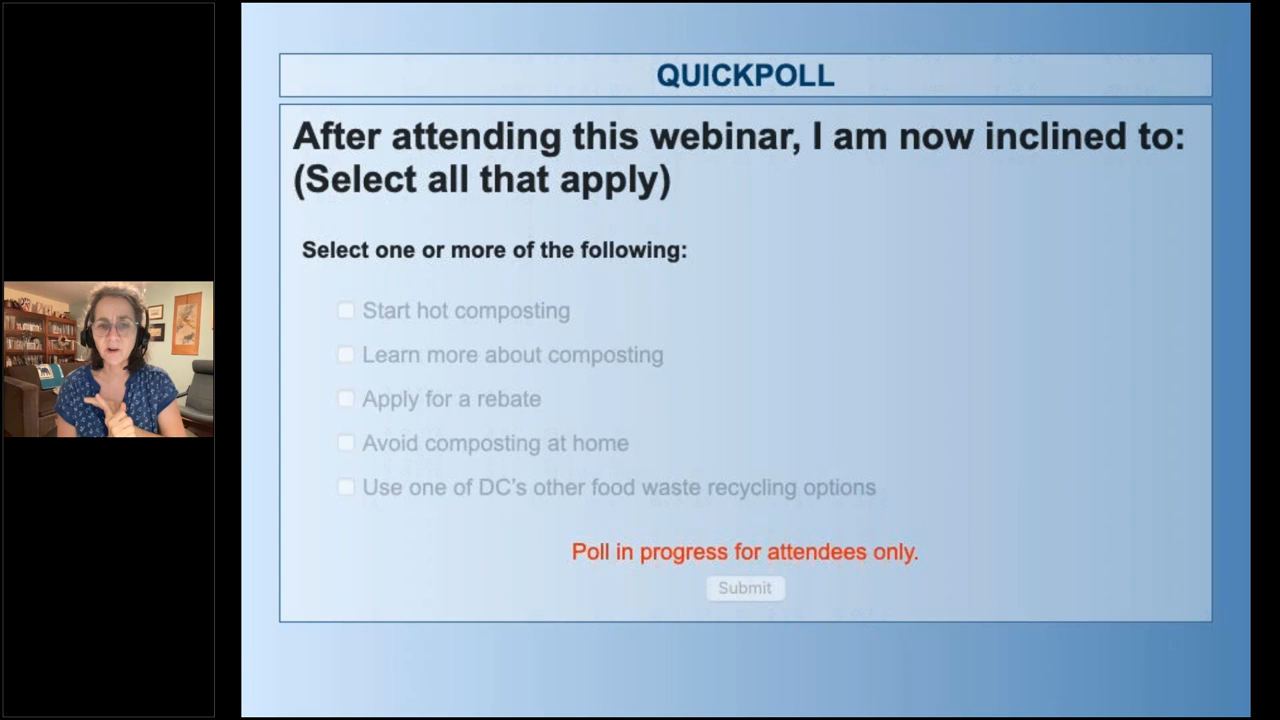 QUICKPOLL
After attending this webinar, I am now inclined to:
(Select all that apply)
Select one or more of the following:
Start hot composting
Learn more about composting
Apply for a rebate
Avoid composting at home
Use one of DC's other food waste recycling options
Poll in progress for attendees only.
Submit